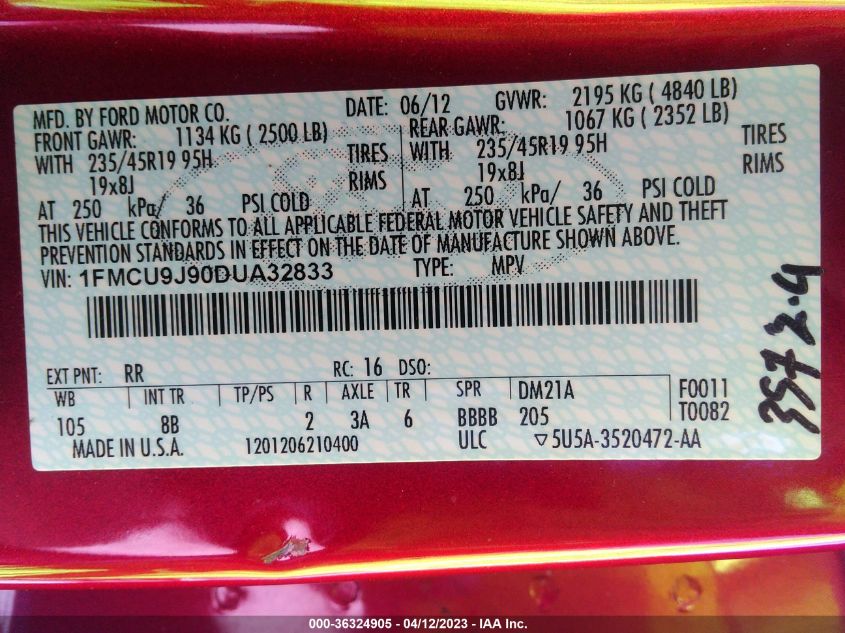 MFD. BY FORD MOTOR CO. DATE: 06/12 GVWR: 2195 KG ( 4840 LB)
FRONT GAWR: 1134 KG ( 2500 LB) REAR GAWR: 1067 KG ( 2352 LB)
WITH 235/45R19 95H TIRES WITH 235/45R19 95H TIRES
19x8J RIMS 19x8J RIMS
AT 250 kPa/ 36 PSI COLD AT 250 kPa/ 36 PSI COLD
THIS VEHICLE CONFORMS TO ALL APPLICABLE FEDERAL MOTOR VEHICLE SAFETY AND THEFT
PREVENTION STANDARDS IN EFFECT ON THE DATE OF MANUFACTURE SHOWN ABOVE.
VIN: 1FMCU9J90DUA32833 TYPE: MPV
EXT PNT: RR RC: 16 DSO:
WB INT TR TP/PS R AXLE TR SPR DM21A F0011
105 8B 2 3A 6 BBBB 205 T0082
MADE IN U.S.A. 1201206210400 ULC ▽5U5A-3520472-AA
3572.4
000-36324905 - 04/12/2023 - IAA Inc.